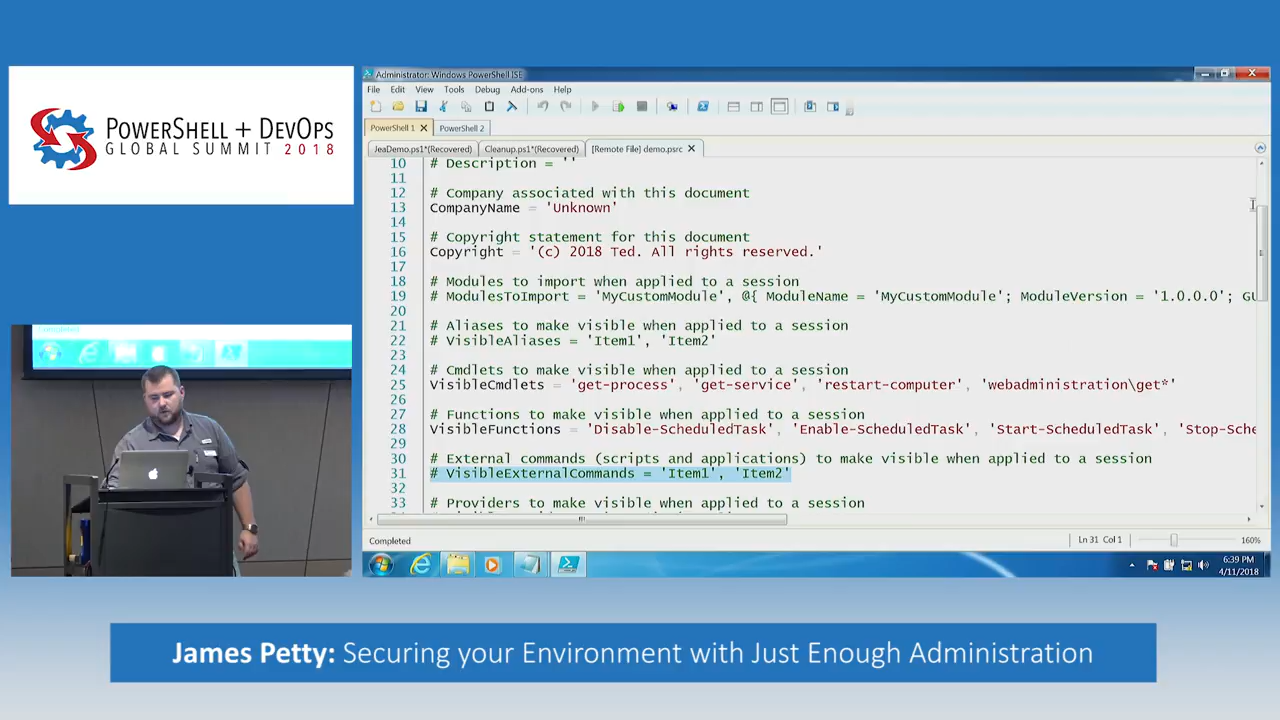 POWERSHELL + DEVOPS
GLOBAL SUMMIT 2018
Administrator: Windows PowerShell ISE
File Edit View Tools Debug Add-ons Help
PowerShell 1 PowerShell 2
JeaDemo.ps1*(Recovered) Cleanup.ps1*(Recovered) [Remote File] demo.psrc
10 # Description = ''
11
12 # Company associated with this document
13 CompanyName = 'Unknown'
14
15 # Copyright statement for this document
16 Copyright = '(c) 2018 Ted. All rights reserved.'
17
18 # Modules to import when applied to a session
19 # ModulesToImport = 'MyCustomModule', @{ ModuleName = 'MyCustomModule'; ModuleVersion = '1.0.0.0'; GU
20
21 # Aliases to make visible when applied to a session
22 # VisibleAliases = 'Item1', 'Item2'
23
24 # Cmdlets to make visible when applied to a session
25 VisibleCmdlets = 'get-process', 'get-service', 'restart-computer', 'webadministration\get*'
26
27 # Functions to make visible when applied to a session
28 VisibleFunctions = 'Disable-ScheduledTask', 'Enable-ScheduledTask', 'Start-ScheduledTask', 'Stop-Sche
29
30 # External commands (scripts and applications) to make visible when applied to a session
31 # VisibleExternalCommands = 'Item1', 'Item2'
32
33 # Providers to make visible when applied to a session
Completed Ln 31 Col 1 160%
6:39 PM
4/11/2018
James Petty: Securing your Environment with Just Enough Administration